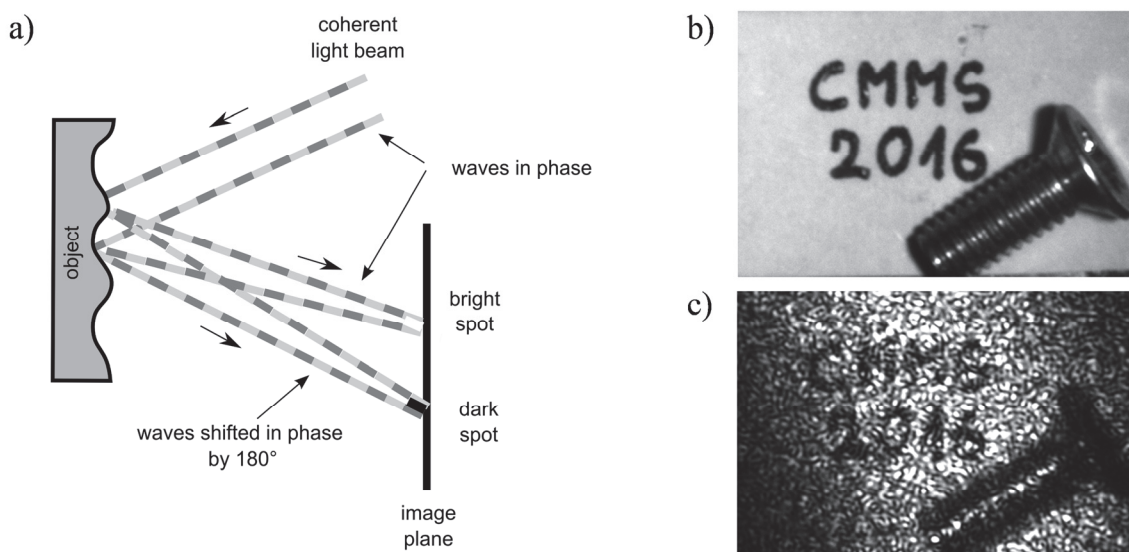 a)
coherent
light beam
waves in phase
object
bright
spot
dark
spot
waves shifted in phase
by 180°
image
plane
b)
CMMS
2016
c)